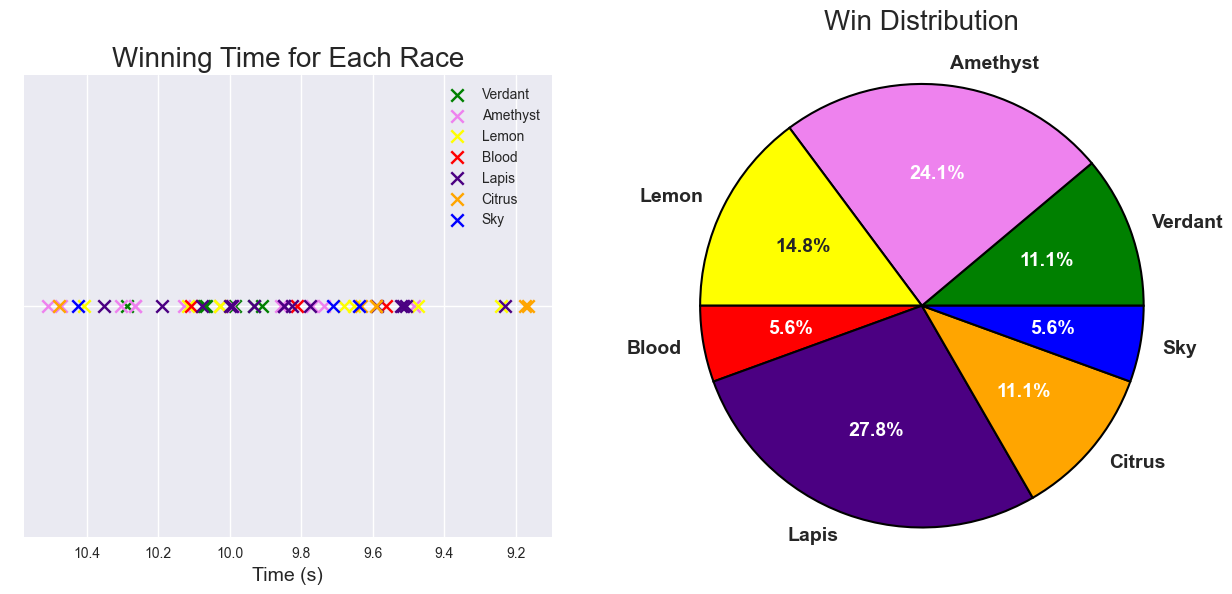 Winning Time for Each Race
Verdant
Amethyst
Lemon
Blood
Lapis
Citrus
Sky
10.4 10.2 10.0 9.8 9.6 9.4 9.2
Time (s)
Win Distribution
Amethyst
Lemon
Verdant
Blood
Sky
Citrus
Lapis
24.1%
14.8%
11.1%
5.6%
5.6%
11.1%
27.8%